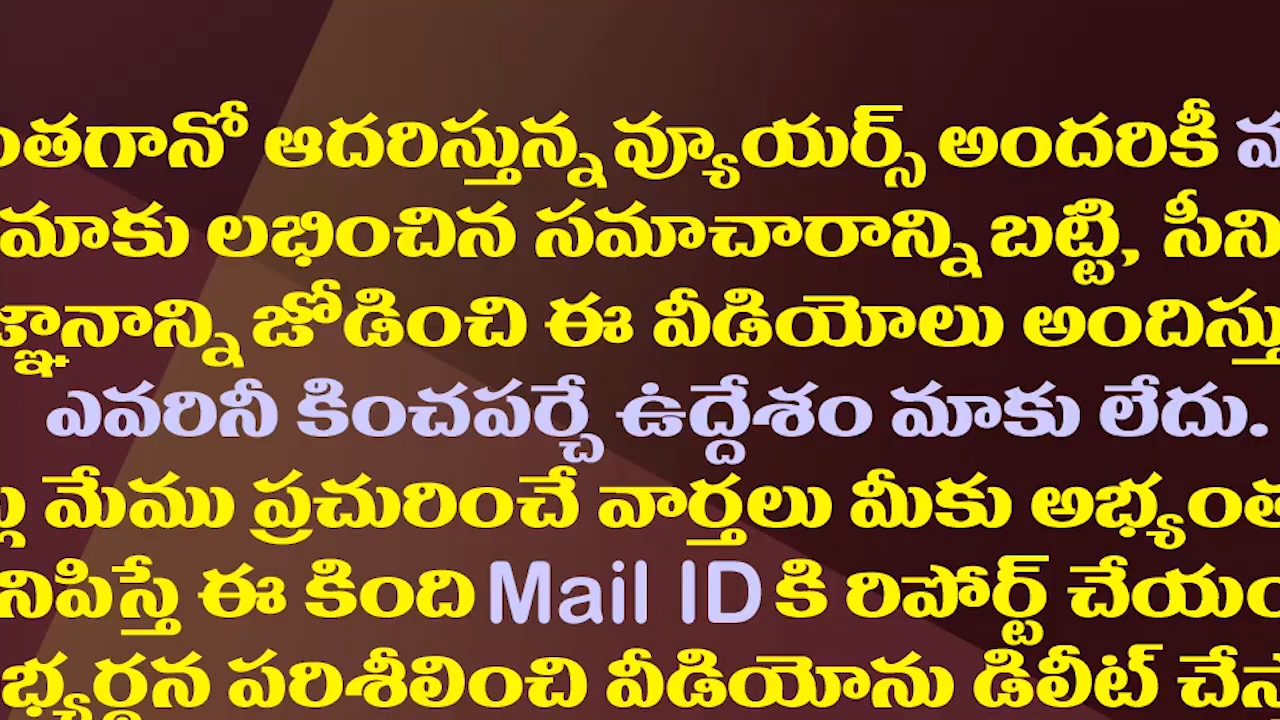 ంతగానో ఆదరిస్తున్న వ్యూయర్స్ అందరికీ
మాకు లభించిన సమాచారాన్ని బట్టి, సీని
జ్ఞానాన్ని జోడించి ఈ వీడియోలు అందిస్తు
ఎవరినీ కించపర్చే ఉద్దేశం మాకు లేదు.
మేము ప్రచురించే వార్తలు మీకు అభ్యంత
నిపిస్తే ఈ కింది Mail ID కి రిపోర్ట్ చేయం
భ్యర్థన పరిశీలించి వీడియోను డిలీట్ చేస